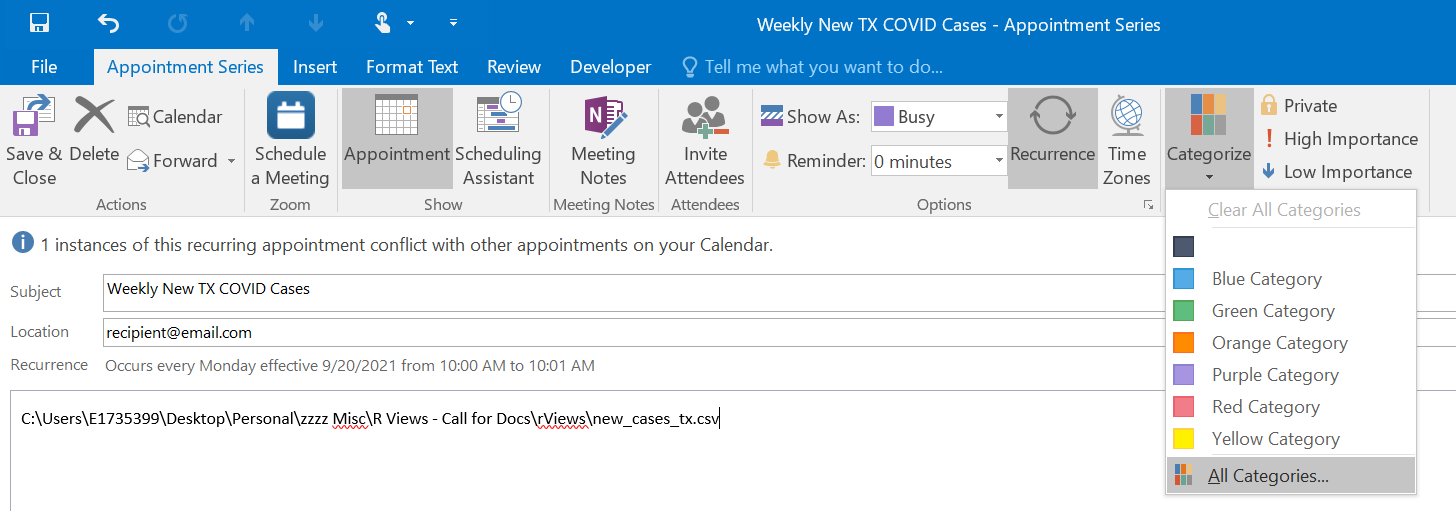 Weekly New TX COVID Cases - Appointment Series
File Appointment Series Insert Format Text Review Developer Tell me what you want to do...
Save & Close
Delete
Calendar
Forward
Actions
Schedule a Meeting
Zoom
Appointment
Scheduling Assistant
Show
Meeting Notes
Meeting Notes
Invite Attendees
Attendees
Show As: Busy
Reminder: 0 minutes
Recurrence
Time Zones
Options
Categorize
Private
High Importance
Low Importance
Clear All Categories
Blue Category
Green Category
Orange Category
Purple Category
Red Category
Yellow Category
All Categories...
1 instances of this recurring appointment conflict with other appointments on your Calendar.
Subject Weekly New TX COVID Cases
Location recipient@email.com
Recurrence Occurs every Monday effective 9/20/2021 from 10:00 AM to 10:01 AM
C:\Users\E1735399\Desktop\Personal\zzzz Misc\R Views - Call for Docs\rViews\new_cases_tx.csv